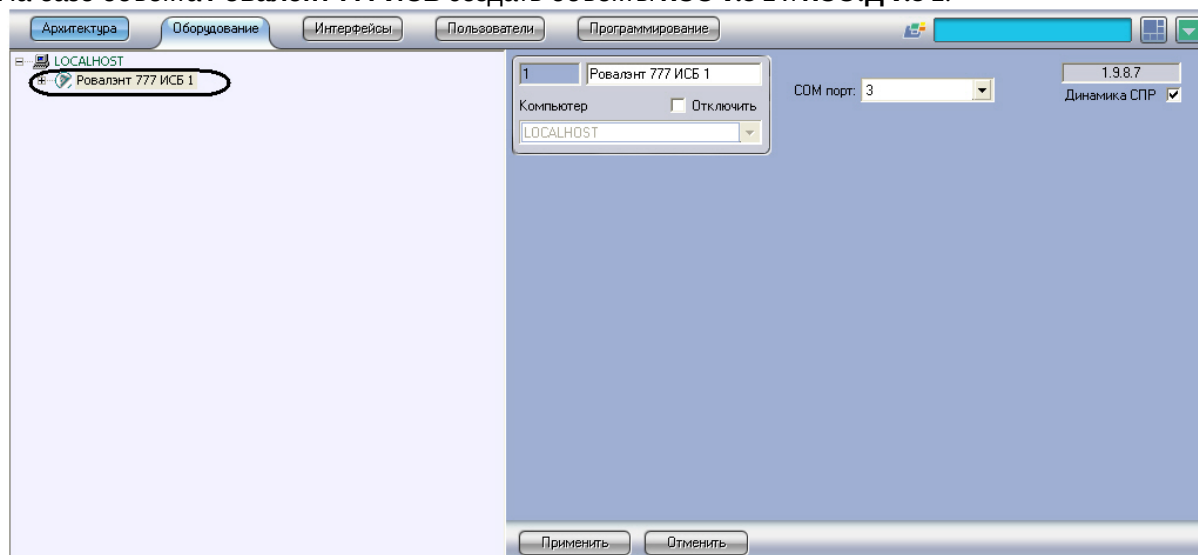 Архитектура Оборудование Интерфейсы Пользователи Программирование
LOCALHOST
Ровалэнт 777 ИСБ 1
1 Ровалэнт 777 ИСБ 1
Компьютер Отключить
LOCALHOST
COM порт: 3
1.9.8.7
Динамика СПР
Применить Отменить